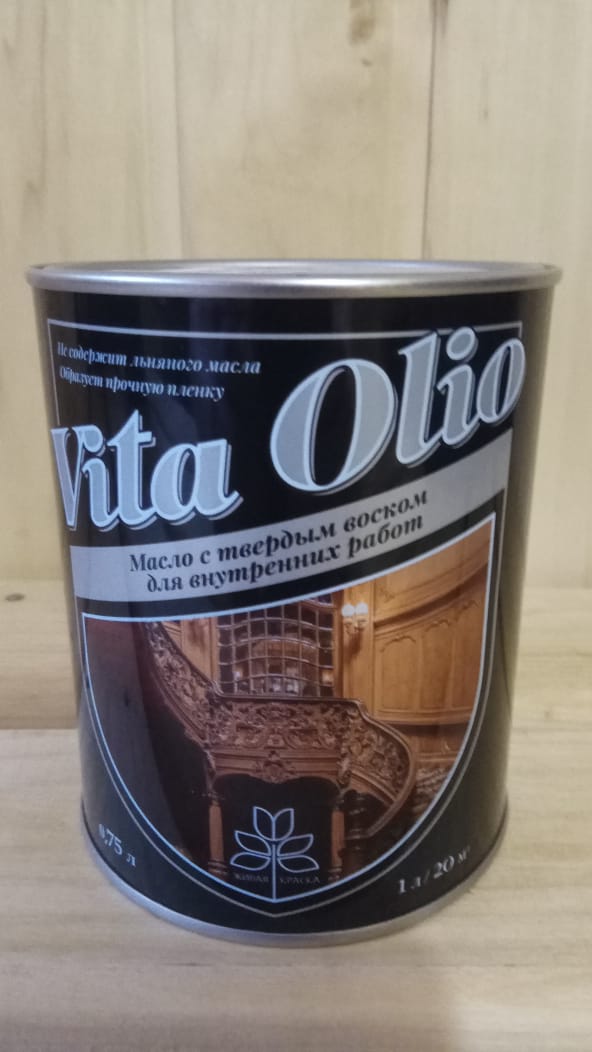 Не содержит льняного масла
Образует прочную пленку
Vita Olio
Масло с твердым воском
для внутренних работ
ЖИВАЯ КРАСКА
0,75 л
1 л / 20 м²